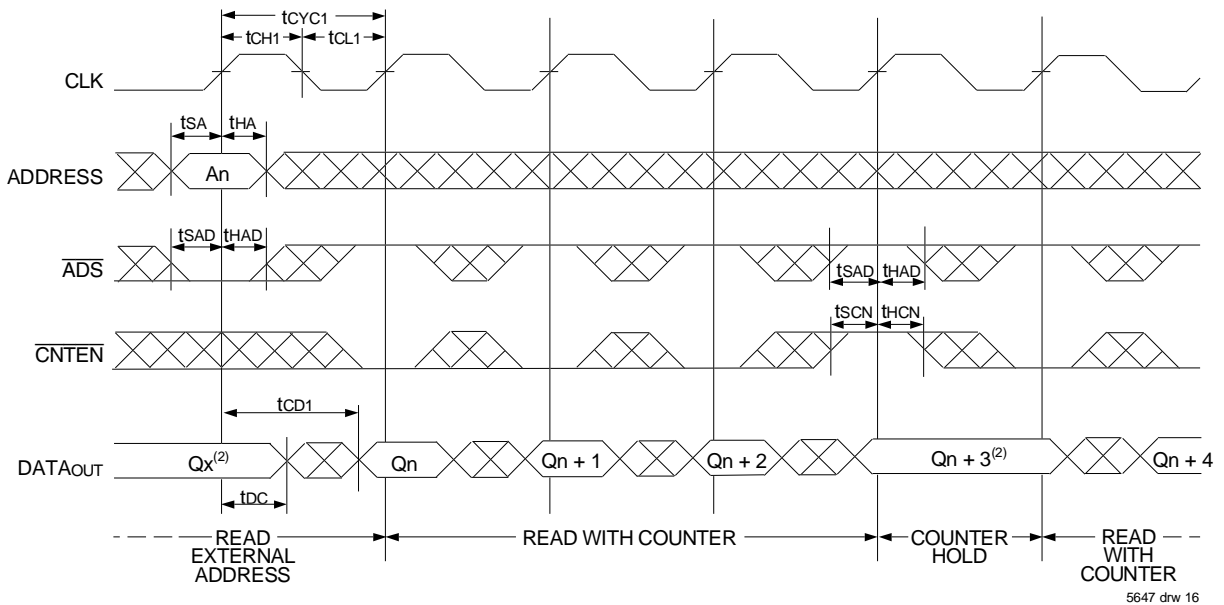 tCYC1
tCH1 tCL1
CLK
tSA tHA
ADDRESS An
tSAD tHAD
ADS
tSAD tHAD
tSCN tHCN
CNTEN
tCD1
DATAOUT Qx(2) Qn Qn + 1 Qn + 2 Qn + 3(2) Qn + 4
tDC
READ EXTERNAL ADDRESS
READ WITH COUNTER
COUNTER HOLD
READ WITH COUNTER
5647 drw 16